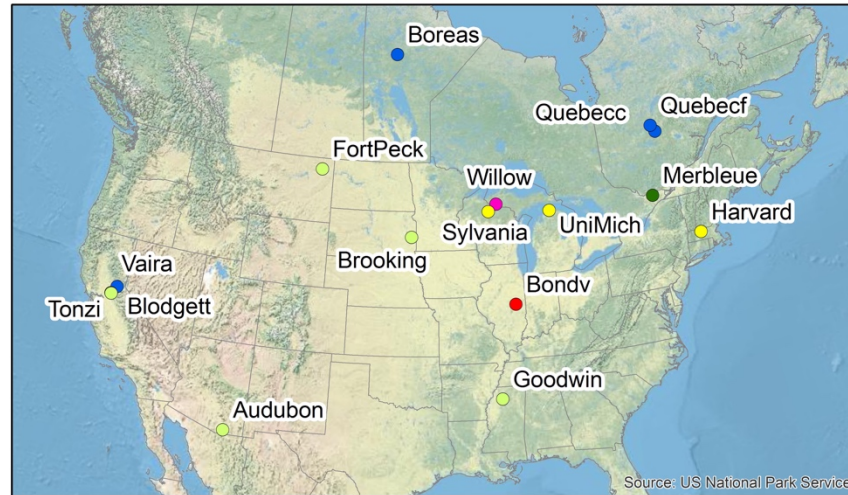 Boreas
Quebecc
Quebecf
FortPeck
Willow
Merbleue
Sylvania
UniMich
Harvard
Brooking
Vaira
Tonzi
Blodgett
Bondv
Goodwin
Audubon
Source: US National Park Service